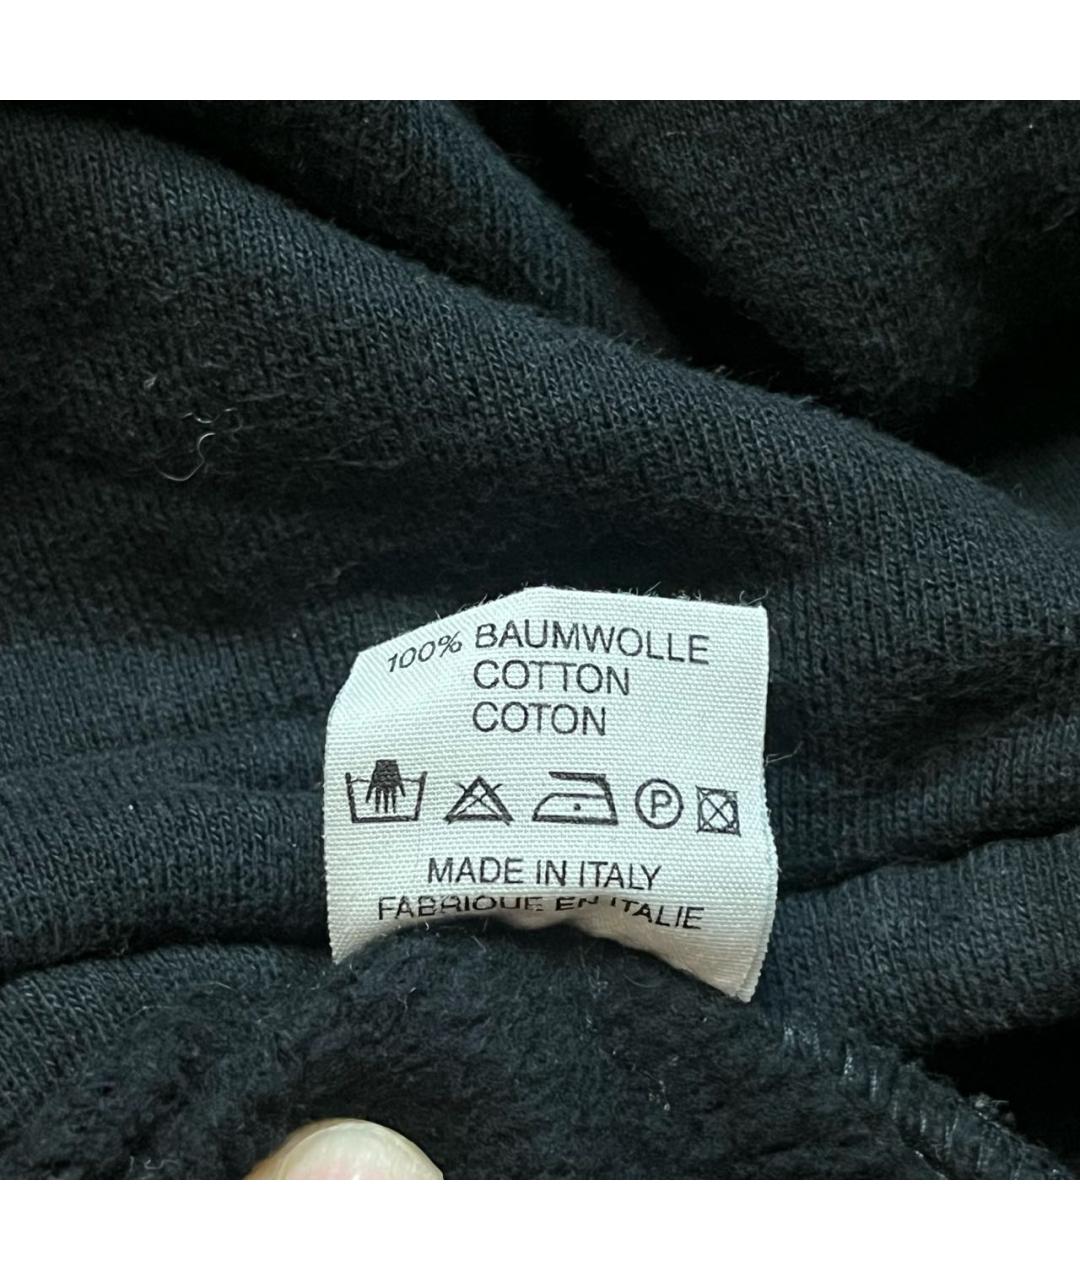 100% BAUMWOLLE
COTTON
COTON
P
MADE IN ITALY
FABRIQUE EN ITALIE